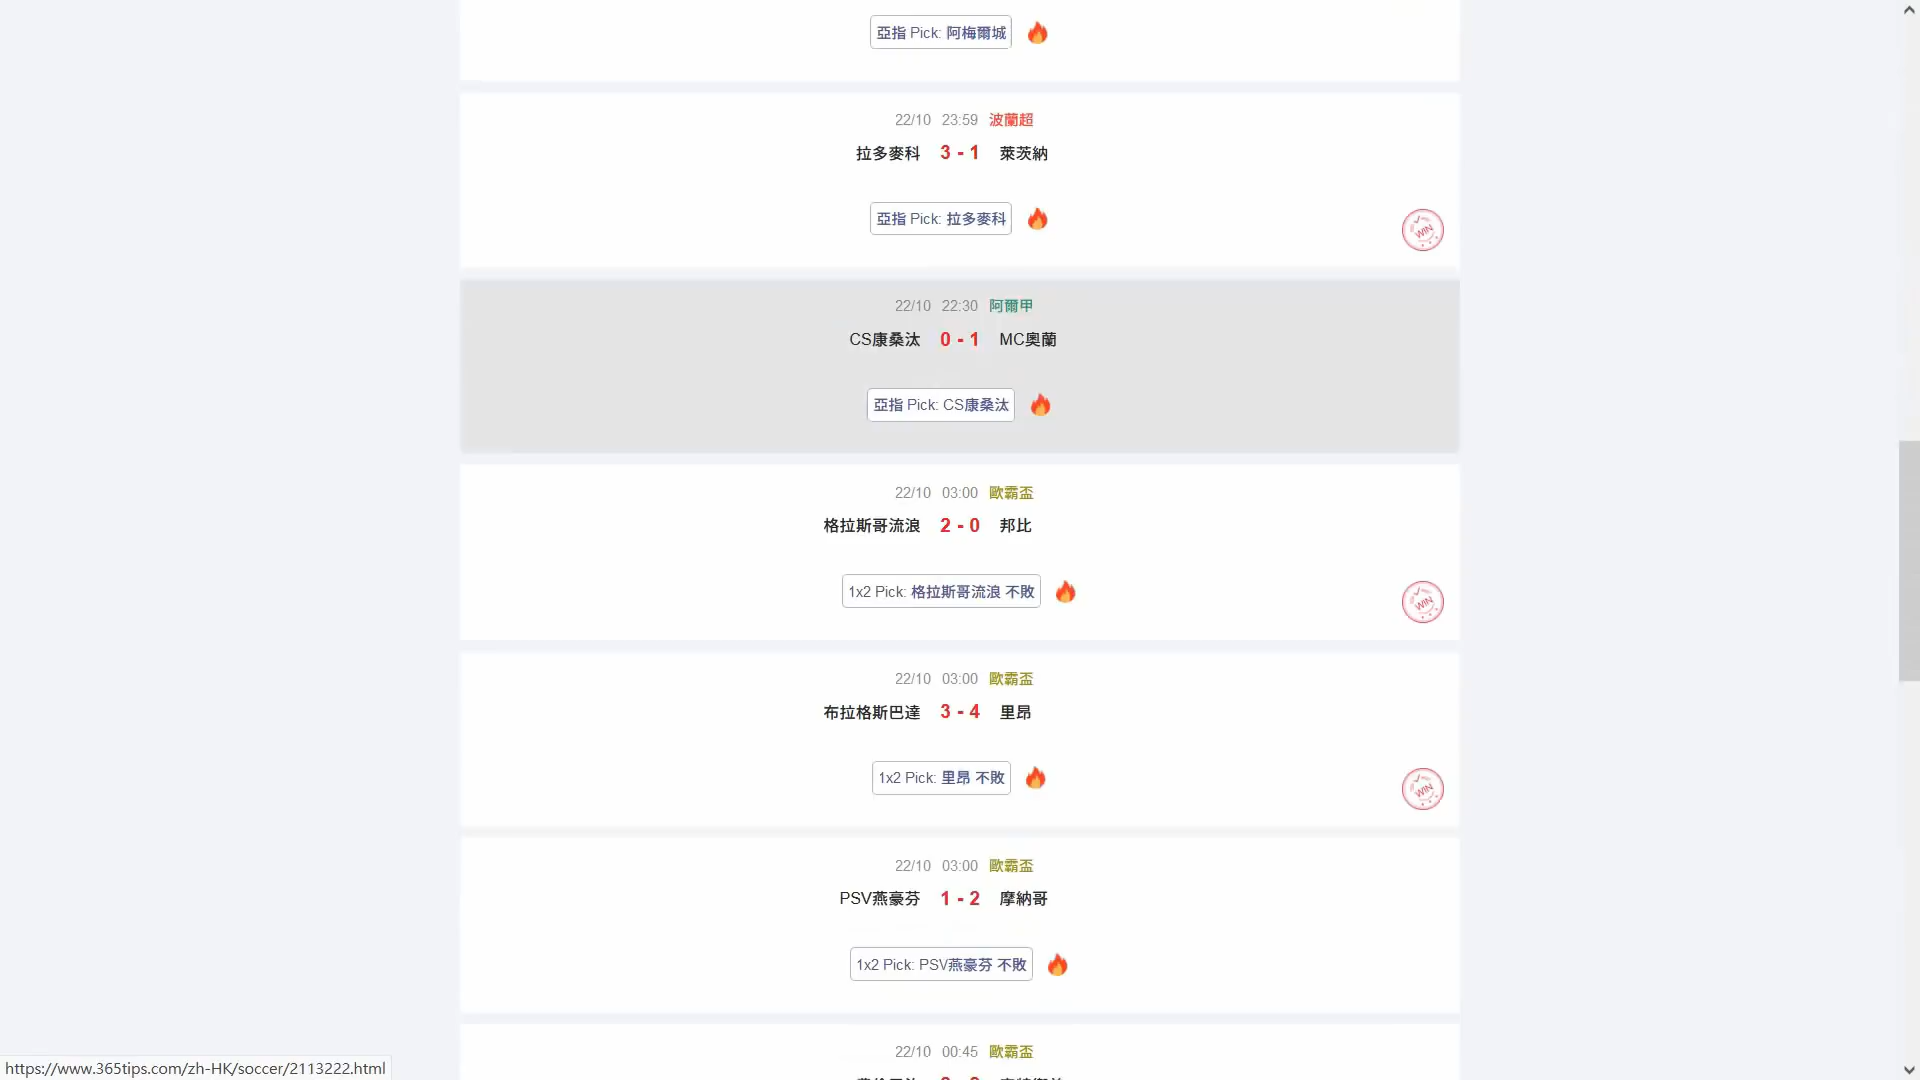 亞指 Pick: 阿梅爾城
22/10 23:59 波蘭超
拉多麥科 3 - 1 萊茨納
亞指 Pick: 拉多麥科
WIN
22/10 22:30 阿爾甲
CS康桑汰 0 - 1 MC奧蘭
亞指 Pick: CS康桑汰
22/10 03:00 歐霸盃
格拉斯哥流浪 2 - 0 邦比
1x2 Pick: 格拉斯哥流浪 不敗
WIN
22/10 03:00 歐霸盃
布拉格斯巴達 3 - 4 里昂
1x2 Pick: 里昂 不敗
WIN
22/10 03:00 歐霸盃
PSV燕豪芬 1 - 2 摩納哥
1x2 Pick: PSV燕豪芬 不敗
22/10 00:45 歐霸盃
https://www.365tips.com/zh-HK/soccer/2113222.html